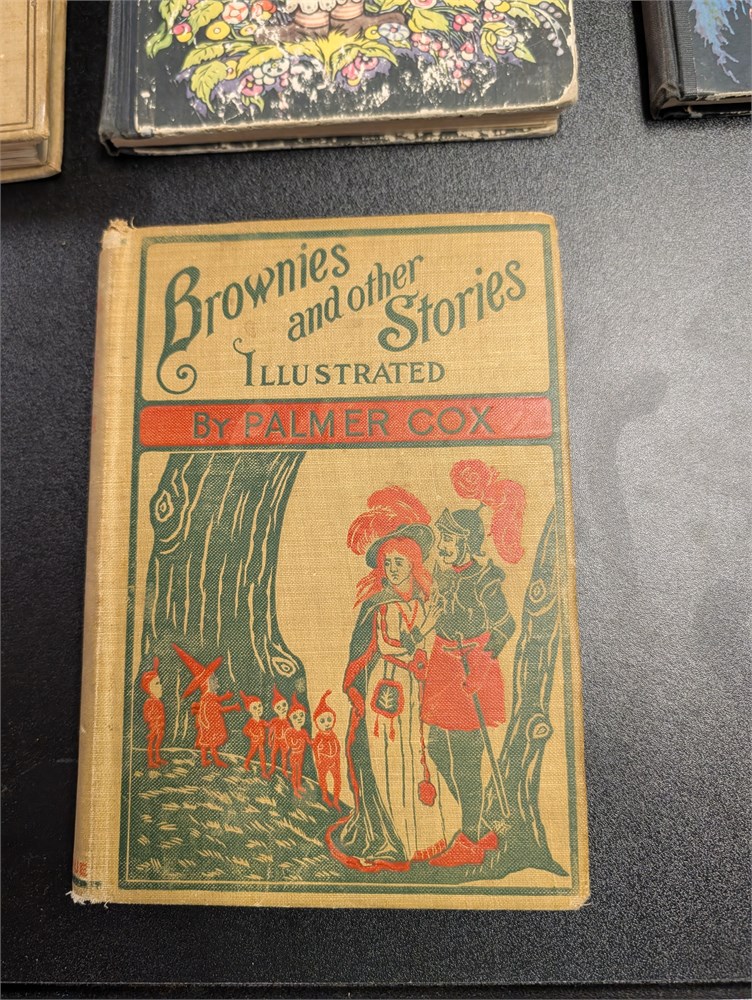 Brownies
and other
Stories
ILLUSTRATED
BY PALMER COX